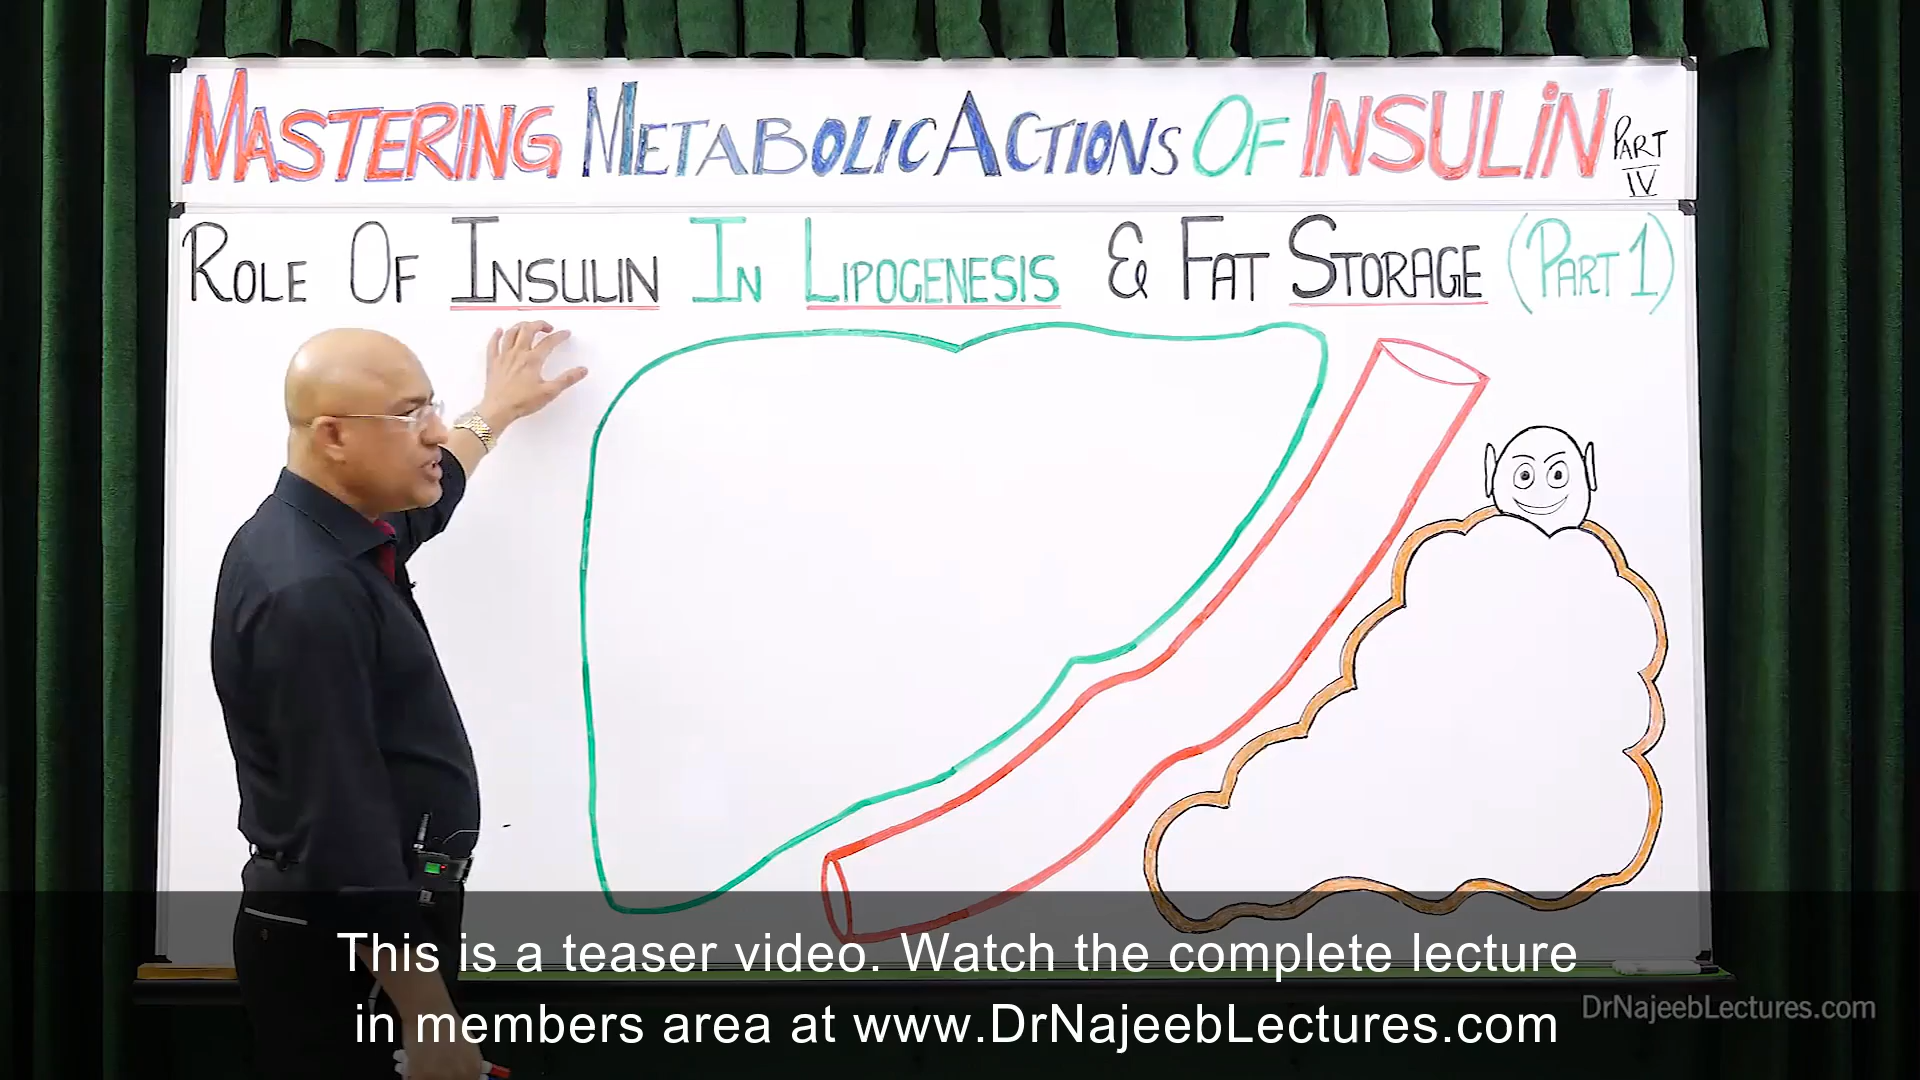 MASTERING METABOLIC ACTIONS OF INSULIN PART IV
ROLE OF INSULIN IN LIPOGENESIS & FAT STORAGE (PART 1)
This is a teaser video. Watch the complete lecture
in members area at www.DrNajeebLectures.com
DrNajeebLectures.com